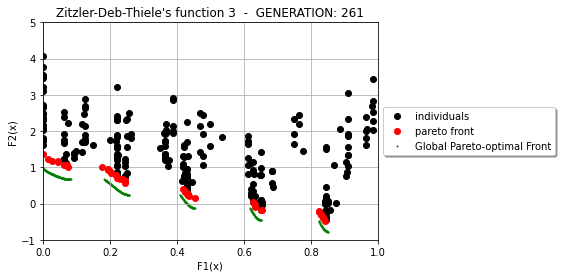 Zitzler-Deb-Thiele's function 3 - GENERATION: 261
5
4
3
2
1
0
−1
F2(x)
0.0 0.2 0.4 0.6 0.8 1.0
F1(x)
individuals
pareto front
Global Pareto-optimal Front